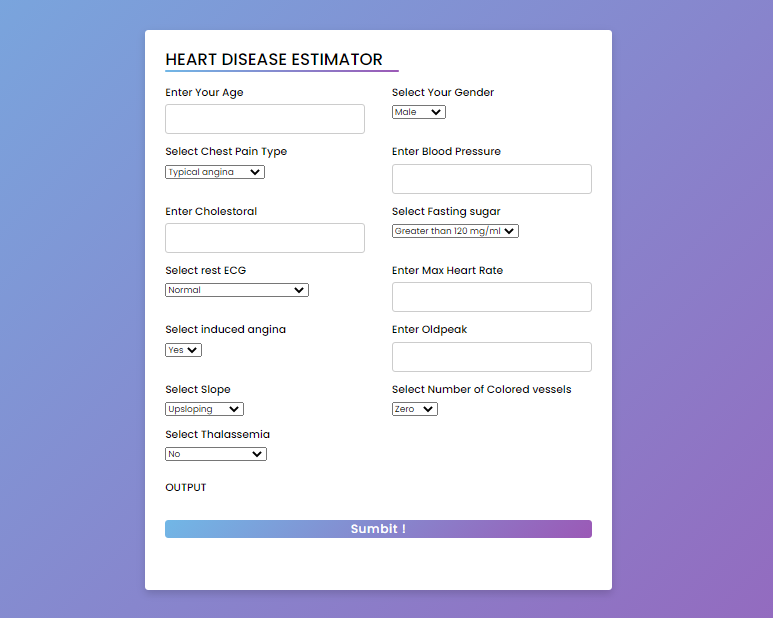 HEART DISEASE ESTIMATOR
Enter Your Age
Select Your Gender
Male
Select Chest Pain Type
Enter Blood Pressure
Typical angina
Enter Cholestoral
Select Fasting sugar
Greater than 120 mg/ml
Select rest ECG
Enter Max Heart Rate
Normal
Select induced angina
Enter Oldpeak
Yes
Select Slope
Select Number of Colored vessels
Upsloping
Zero
Select Thalassemia
No
OUTPUT
Sumbit !